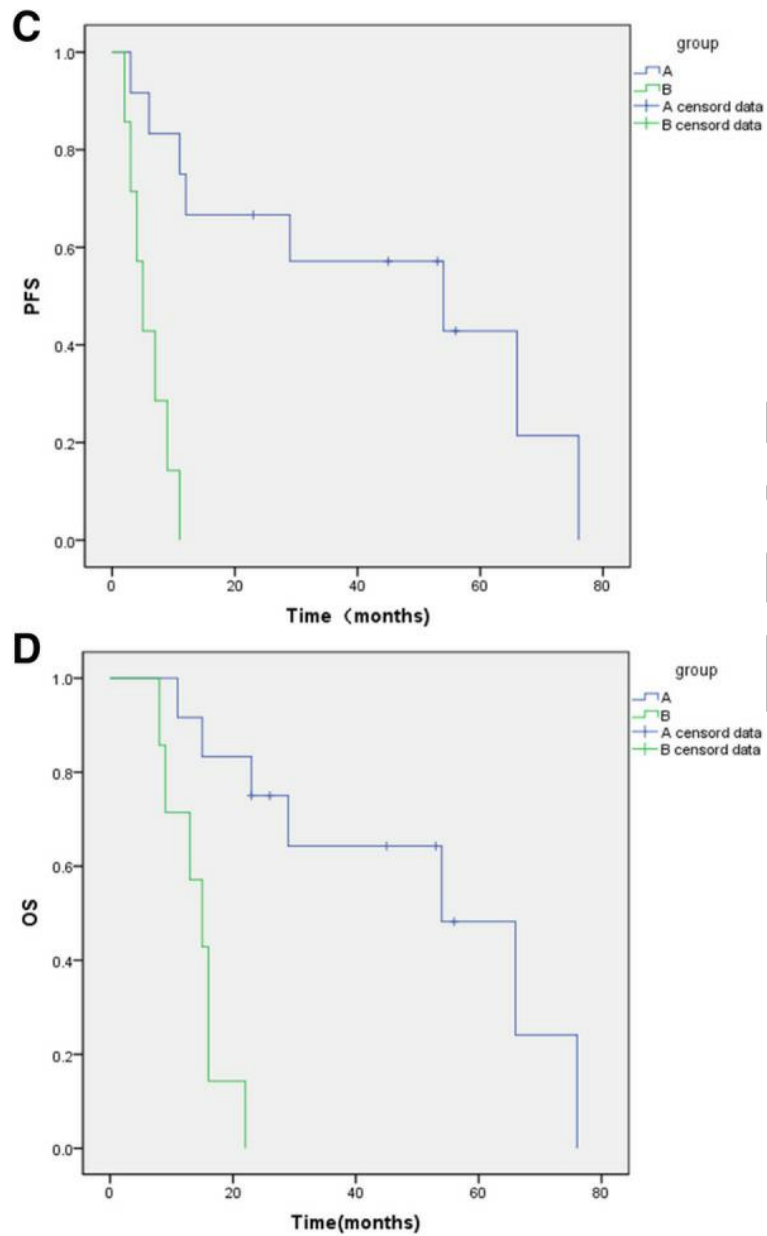 C
group
A
B
A censord data
B censord data
1.0
0.8
0.6
0.4
0.2
0.0
PFS
0 20 40 60 80
Time（months)
D
group
A
B
A censord data
B censord data
1.0
0.8
0.6
0.4
0.2
0.0
OS
0 20 40 60 80
Time(months)